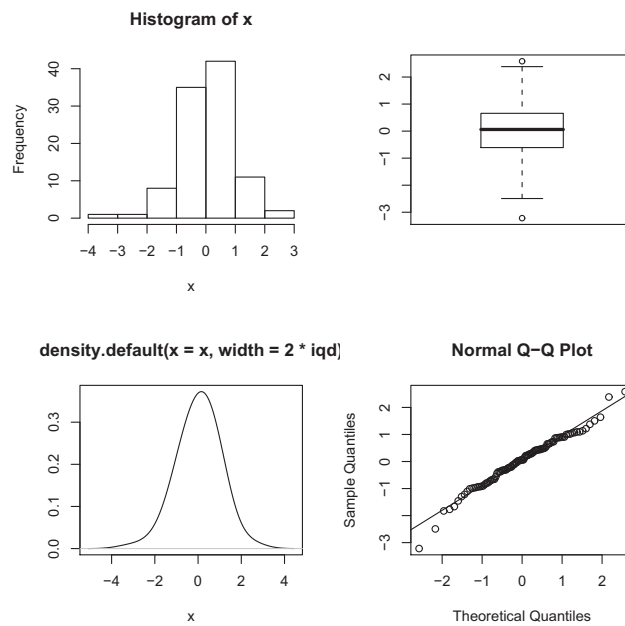 Histogram of x
Frequency
0 10 20 30 40
−4 −3 −2 −1 0 1 2 3
x
−3 −1 0 1 2
density.default(x = x, width = 2 * iqd)
0.0 0.1 0.2 0.3
−4 −2 0 2 4
x
Normal Q−Q Plot
Sample Quantiles
−3 −1 0 1 2
−2 −1 0 1 2
Theoretical Quantiles